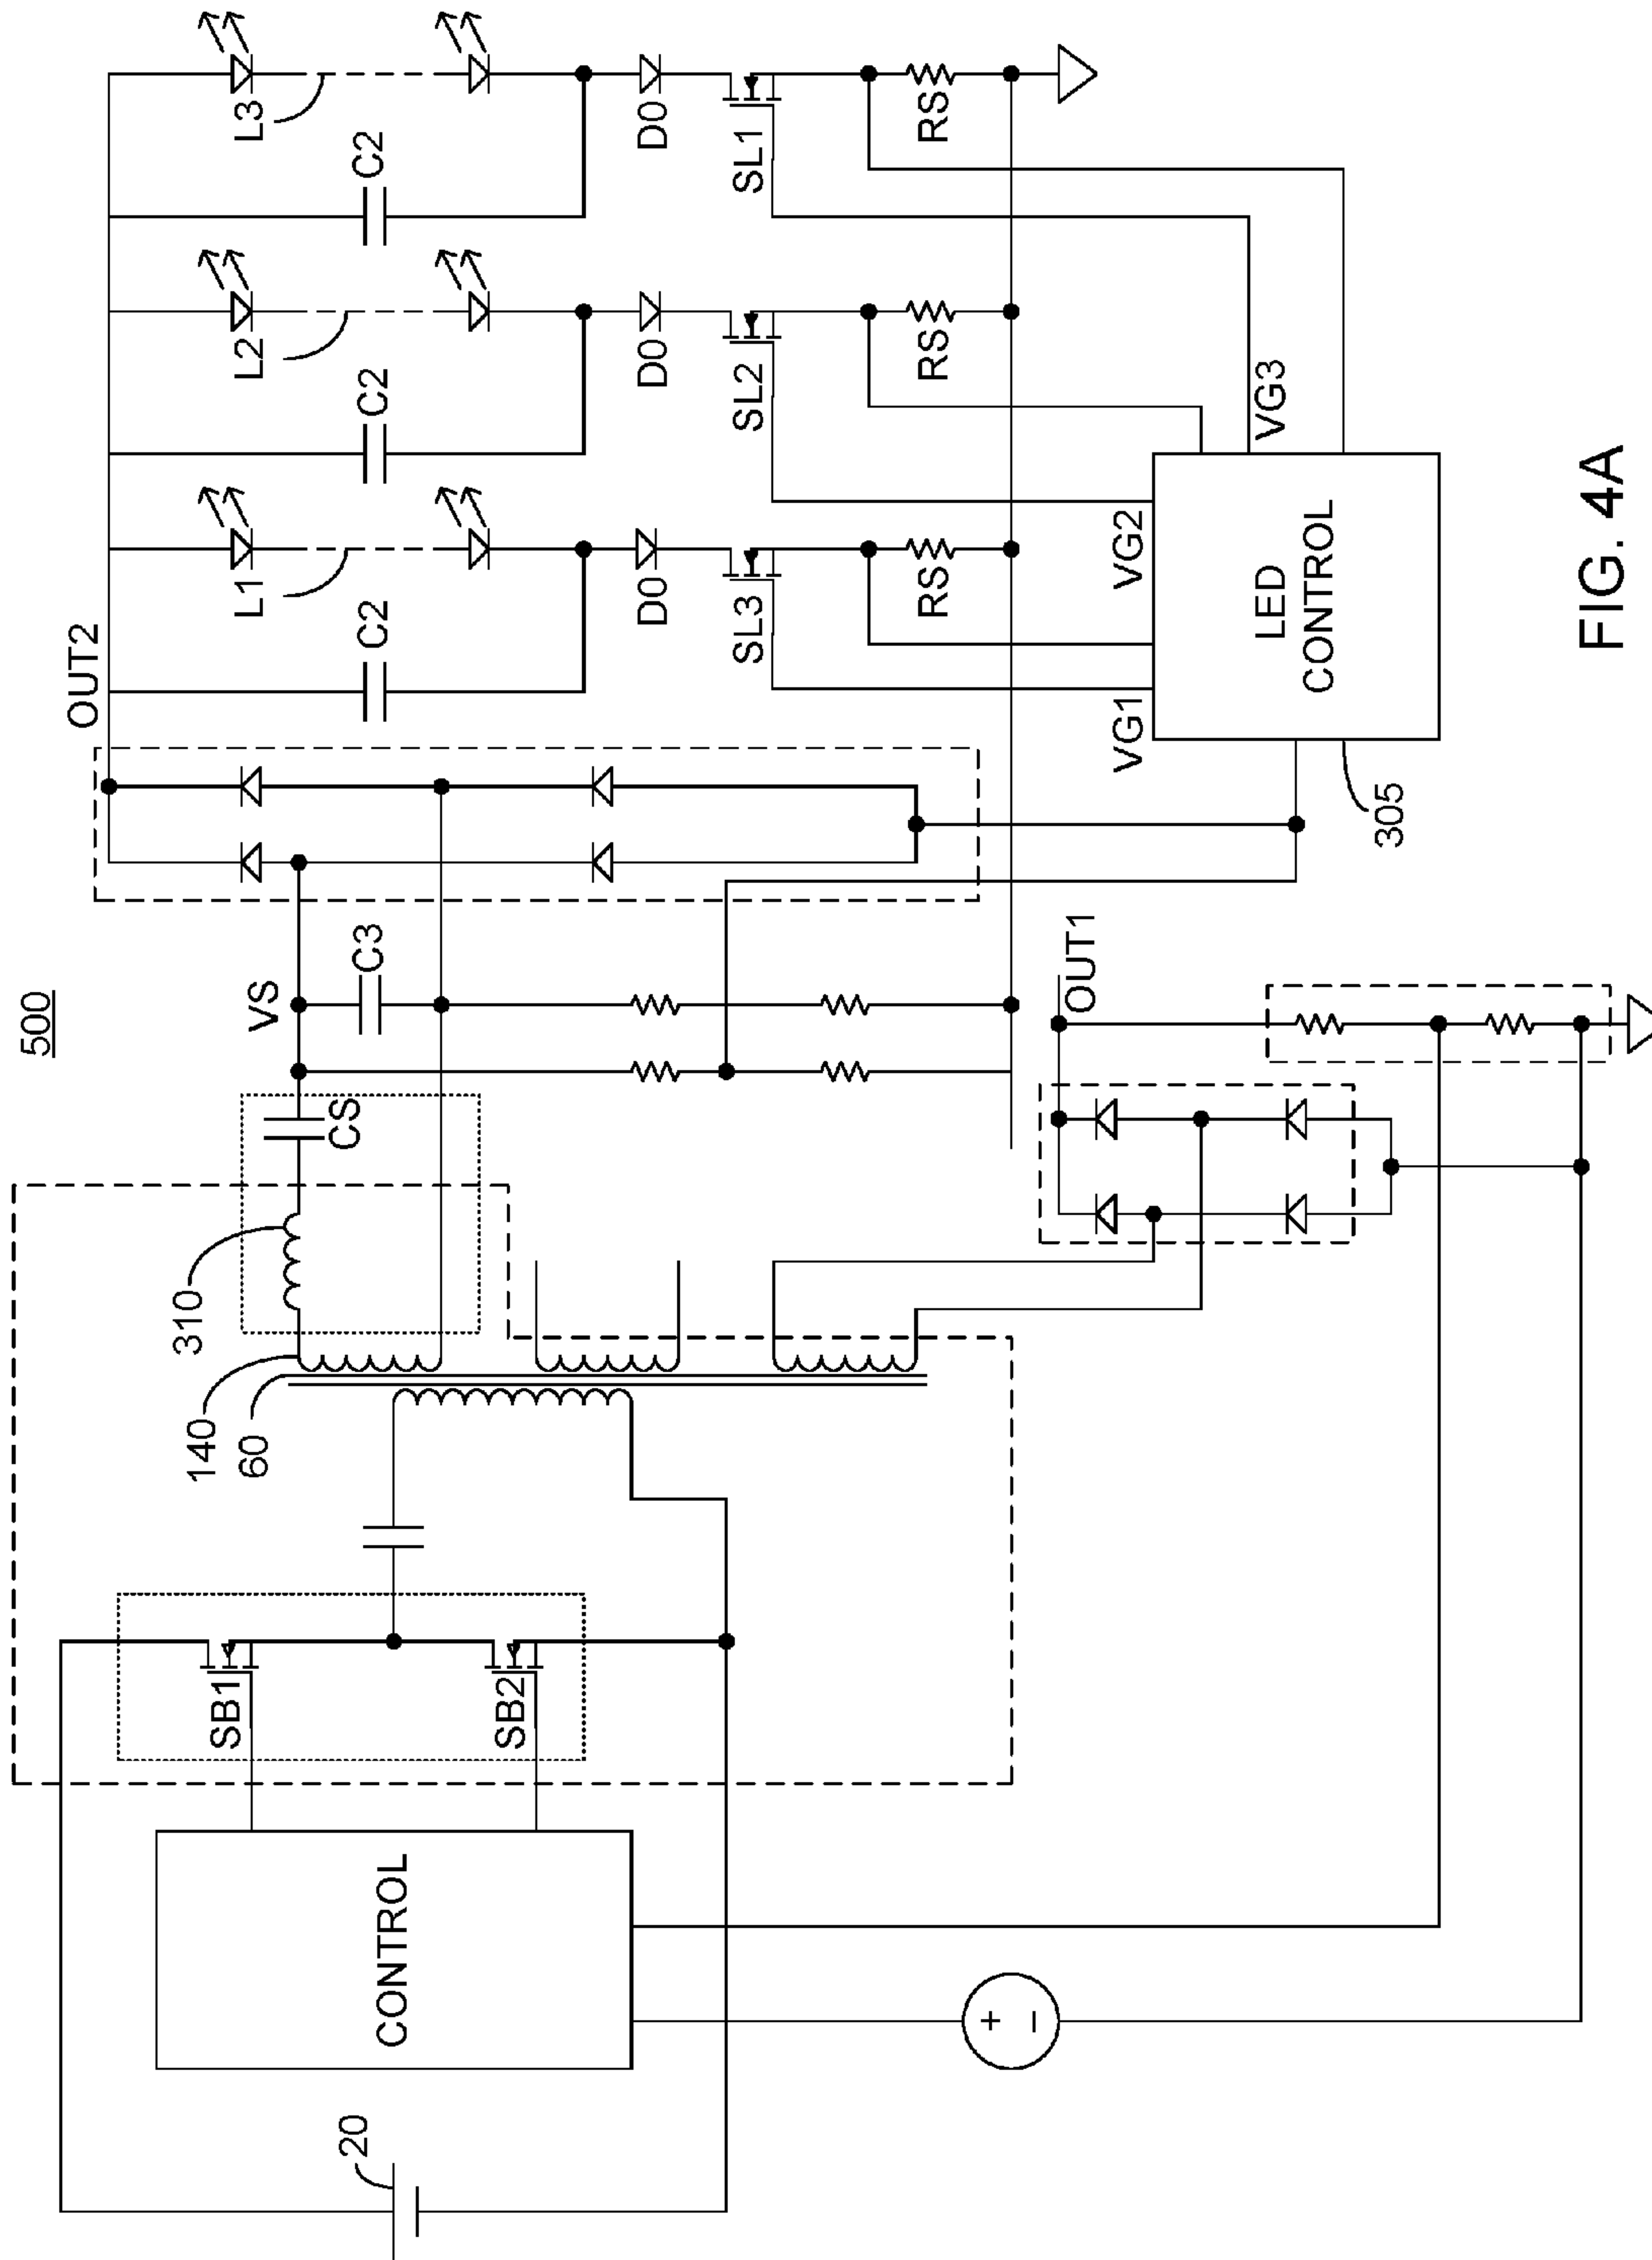 500
20
CONTROL
SB1
SB2
140
60
310
CS
VS
C3
OUT2
C2
C2
C2
L1
L2
L3
D0
D0
D0
SL3
SL2
SL1
RS
RS
RS
VG1
VG2
VG3
LED
CONTROL
305
OUT1
+
−
FIG. 4A